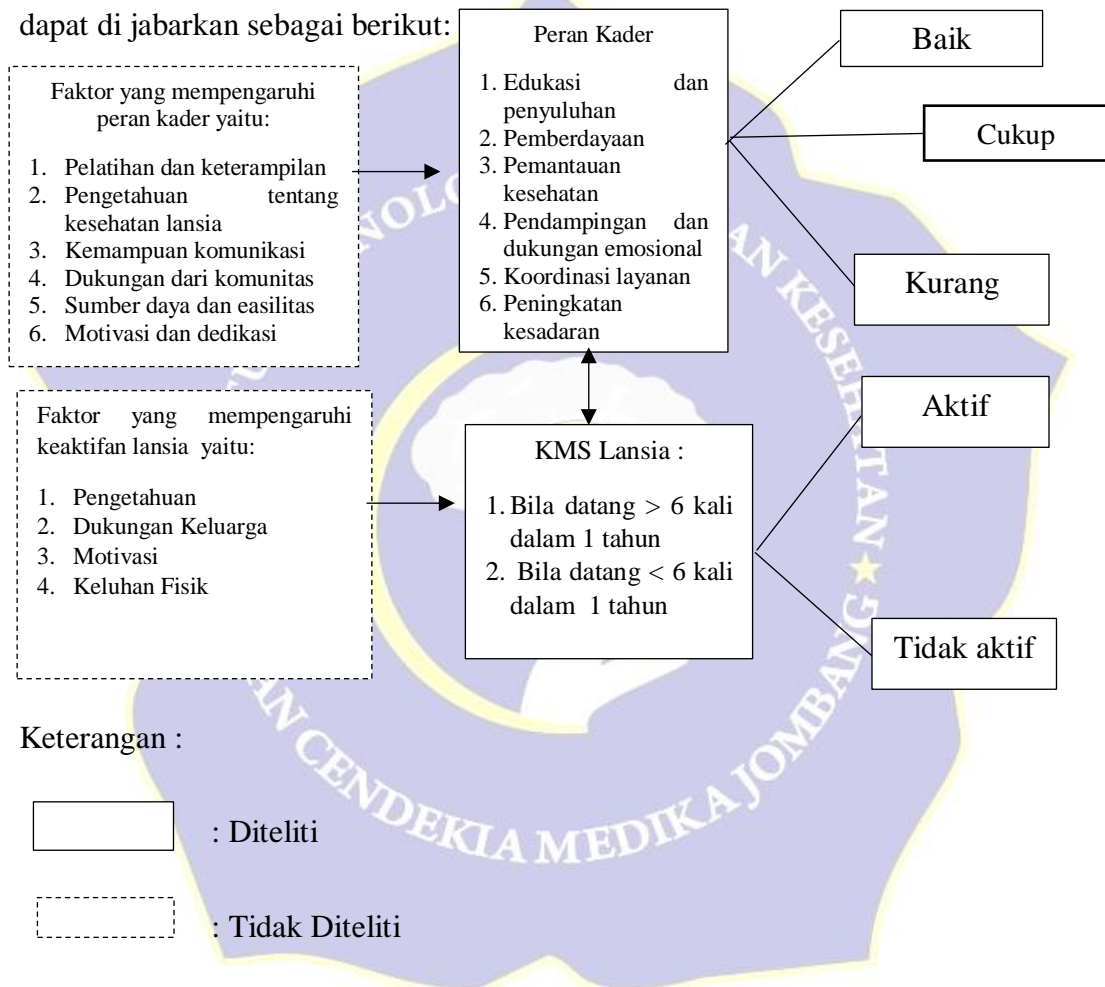 dapat di jabarkan sebagai berikut:
Faktor yang mempengaruhi
peran kader yaitu:
1. Pelatihan dan keterampilan
2. Pengetahuan tentang
kesehatan lansia
3. Kemampuan komunikasi
4. Dukungan dari komunitas
5. Sumber daya dan easilitas
6. Motivasi dan dedikasi
Peran Kader
1. Edukasi dan
penyuluhan
2. Pemberdayaan
3. Pemantauan
kesehatan
4. Pendampingan dan
dukungan emosional
5. Koordinasi layanan
6. Peningkatan
kesadaran
Baik
Cukup
Kurang
Faktor yang mempengaruhi
keaktifan lansia yaitu:
1. Pengetahuan
2. Dukungan Keluarga
3. Motivasi
4. Keluhan Fisik
KMS Lansia :
1. Bila datang > 6 kali
dalam 1 tahun
2. Bila datang < 6 kali
dalam 1 tahun
Aktif
Tidak aktif
Keterangan :
: Diteliti
: Tidak Diteliti
KESEHATAN
CENDEKIA MEDIKA JOMBANG